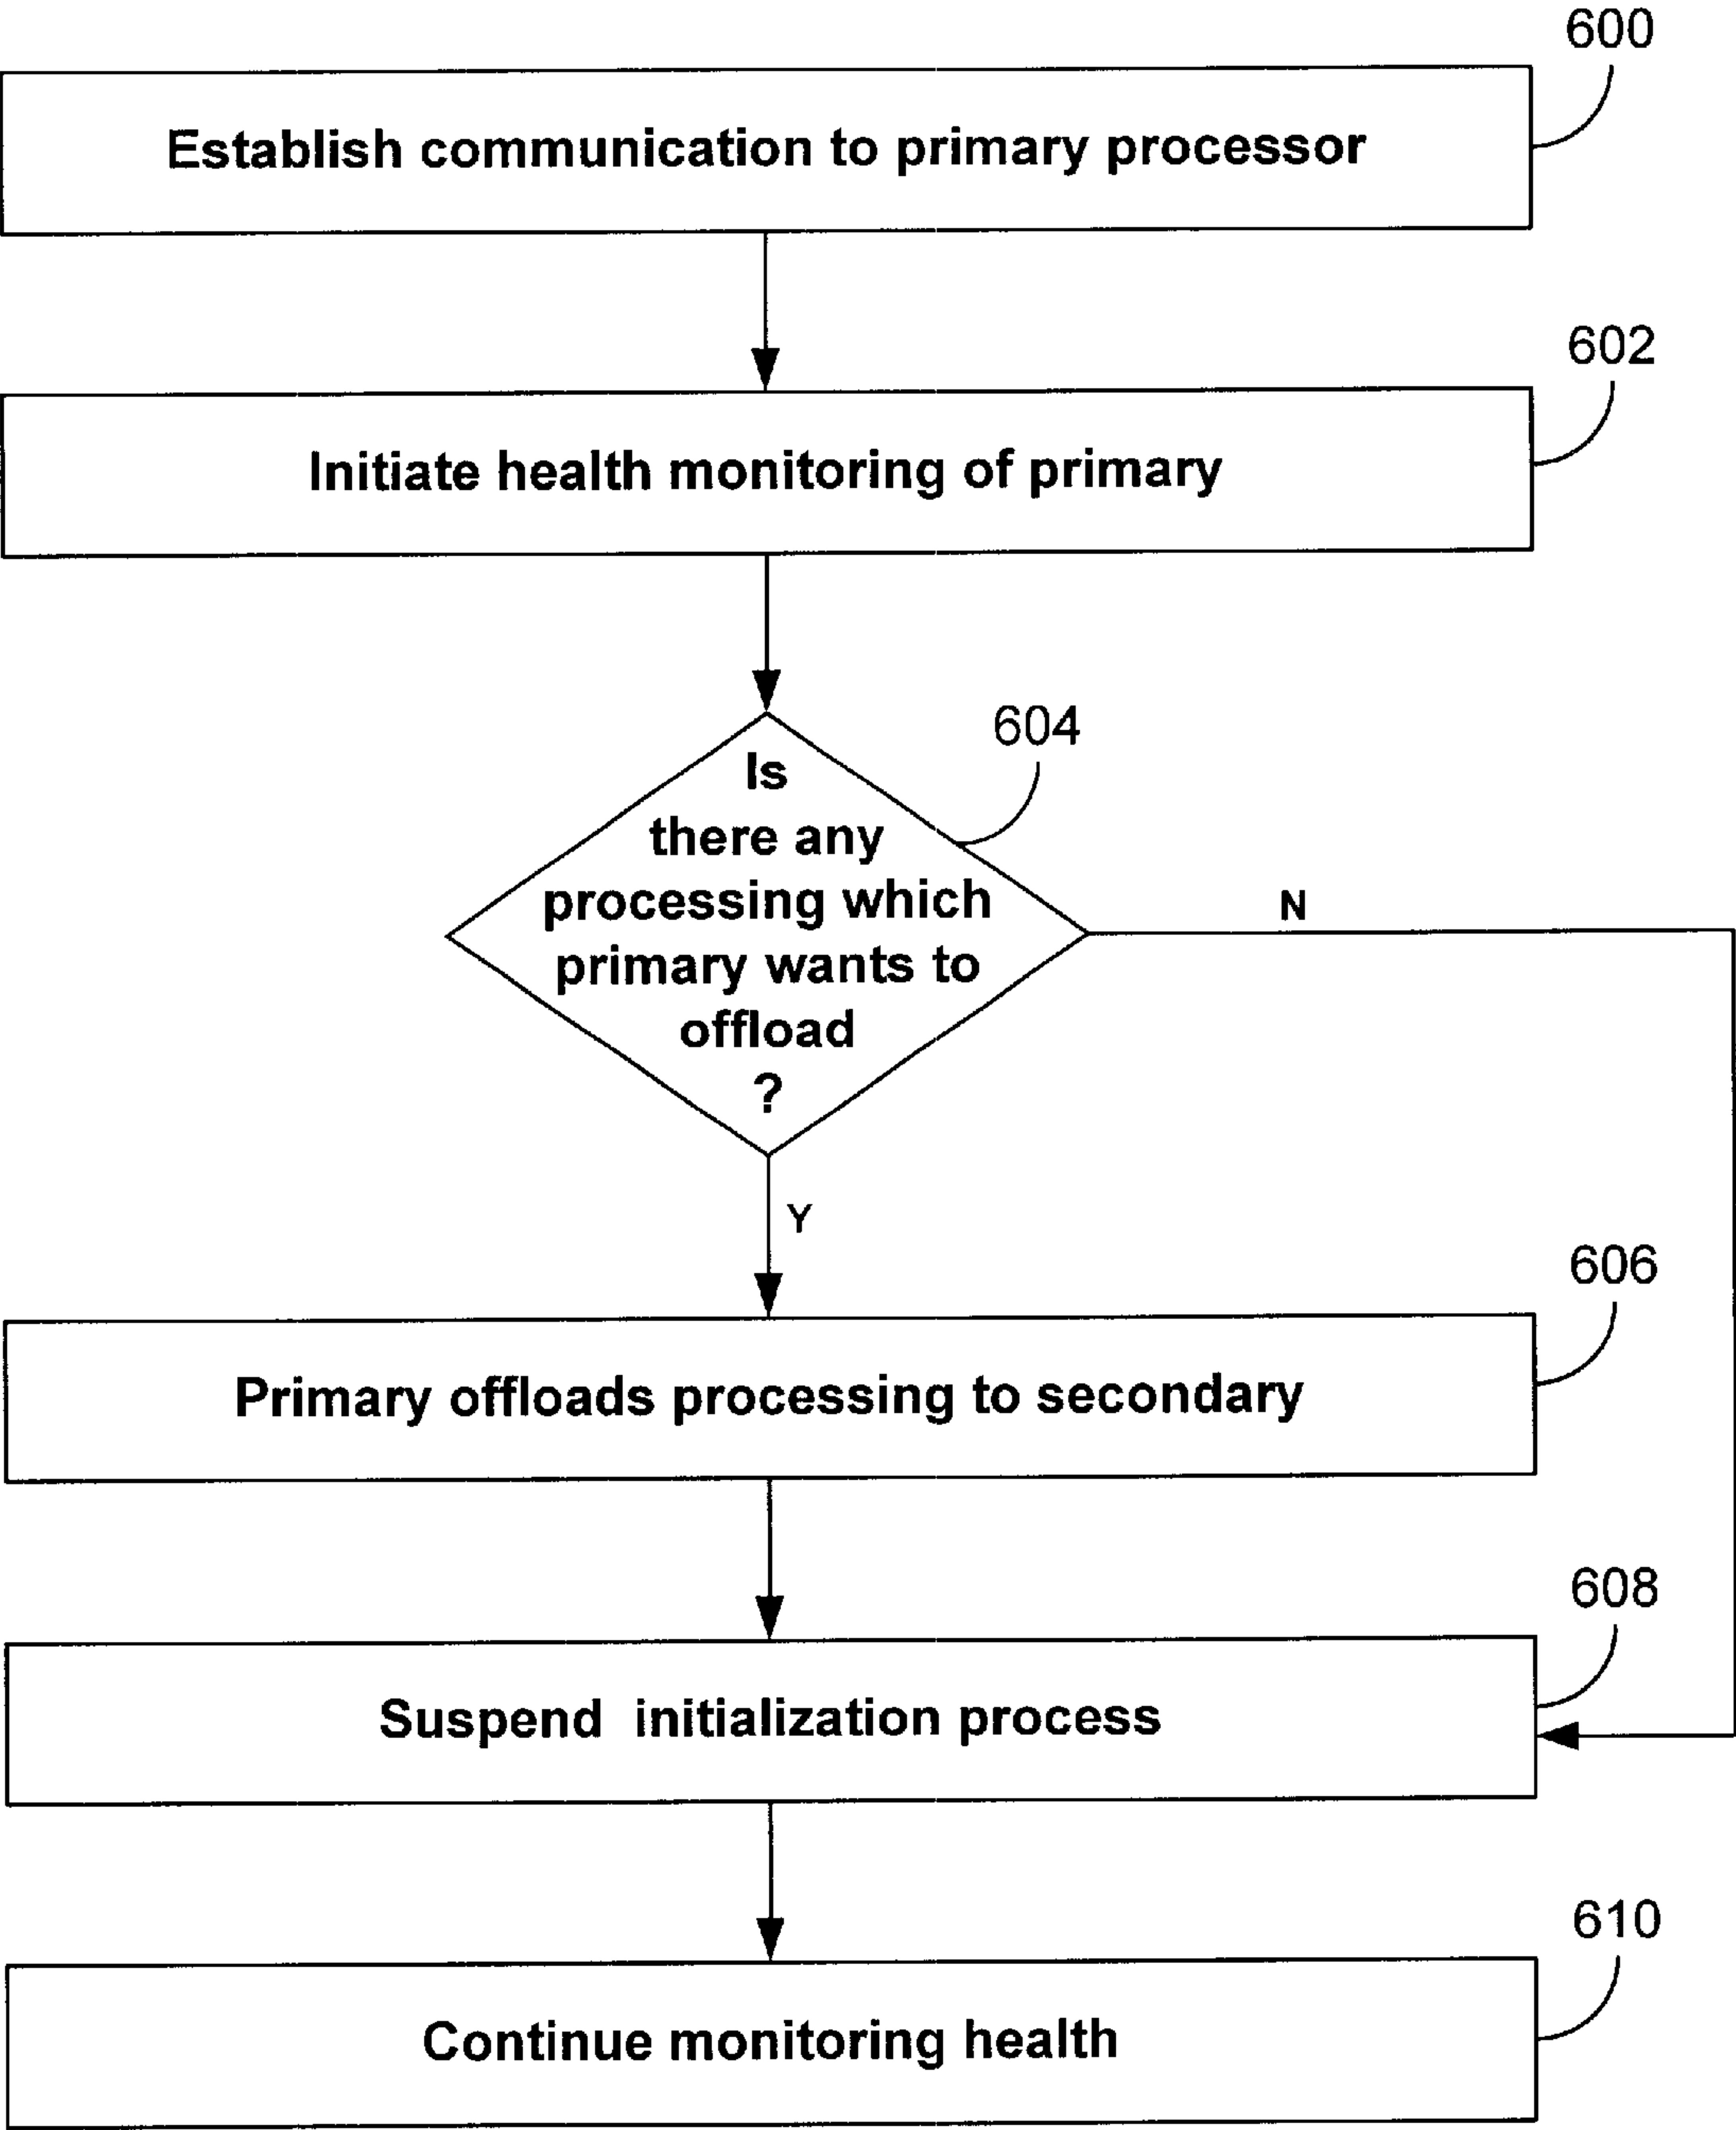 600
Establish communication to primary processor
602
Initiate health monitoring of primary
604
Is
there any
processing which
primary wants to
offload
?
N
Y
606
Primary offloads processing to secondary
608
Suspend initialization process
610
Continue monitoring health